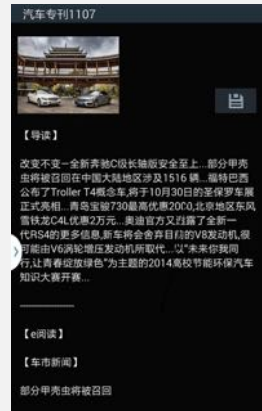 汽车专刊1107
【导读】
改变不变--全新奔驰C级长轴版安全至上...部分甲壳
虫将被召回在中国大陆地区涉及1516 辆...福特巴西
公布了Troller T4概念车,将于10月30日的圣保罗车展
正式亮相...青岛宝骏730最高优惠2000,北京地区东风
雪铁龙C4L优惠2万元...奥迪官方又泄露了全新一
代RS4的更多信息,新车将会舍弃目前的V8发动机,很
可能由V6涡轮增压发动机所取代...以“未来你我同
行,让青春绽放绿色”为主题的2014高校节能环保汽车
知识大赛开赛...
【e阅读】
【车市新闻】
部分甲壳虫将被召回